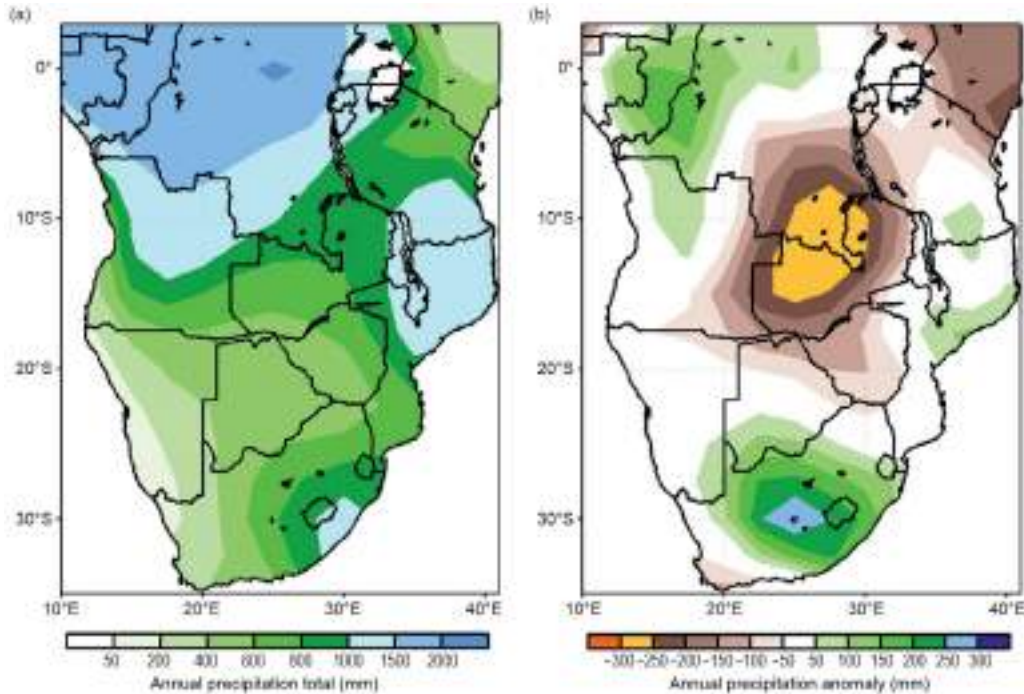 (a)
(b)
0°
0°
10°S
10°S
20°S
20°S
30°S
30°S
10°E 20°E 30°E 40°E
10°E 20°E 30°E 40°E
50 200 400 600 800 1000 1500 2000
−300 −250 −200 −150 −100 −50 50 100 150 200 250 300
Annual precipitation total (mm)
Annual precipitation anomaly (mm)